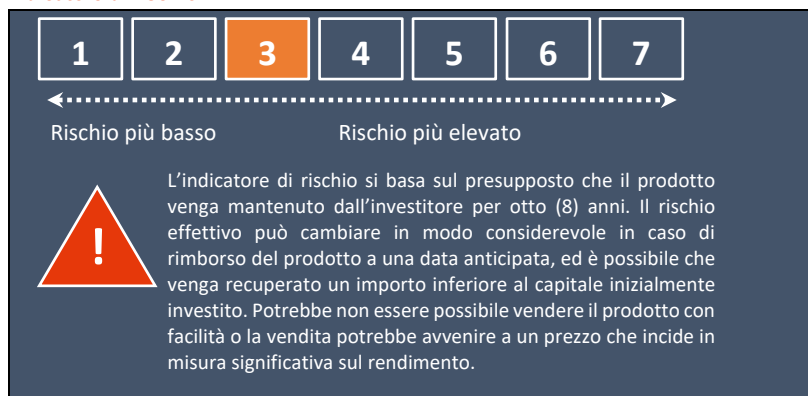 1 2 3 4 5 6 7
Rischio più basso Rischio più elevato
L’indicatore di rischio si basa sul presupposto che il prodotto
venga mantenuto dall’investitore per otto (8) anni. Il rischio
effettivo può cambiare in modo considerevole in caso di
rimborso del prodotto a una data anticipata, ed è possibile che
venga recuperato un importo inferiore al capitale inizialmente
investito. Potrebbe non essere possibile vendere il prodotto con
facilità o la vendita potrebbe avvenire a un prezzo che incide in
misura significativa sul rendimento.
!